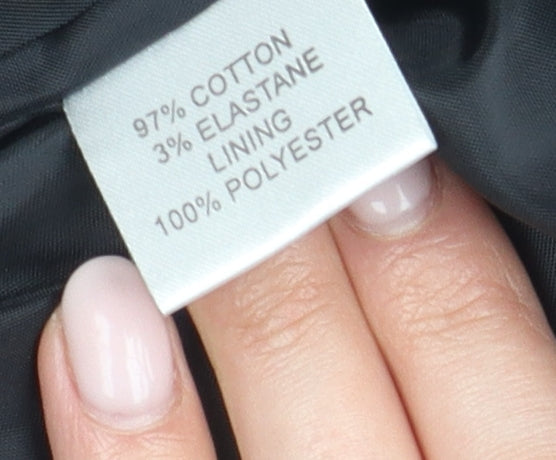 97% COTTON
3% ELASTANE
LINING
100% POLYESTER